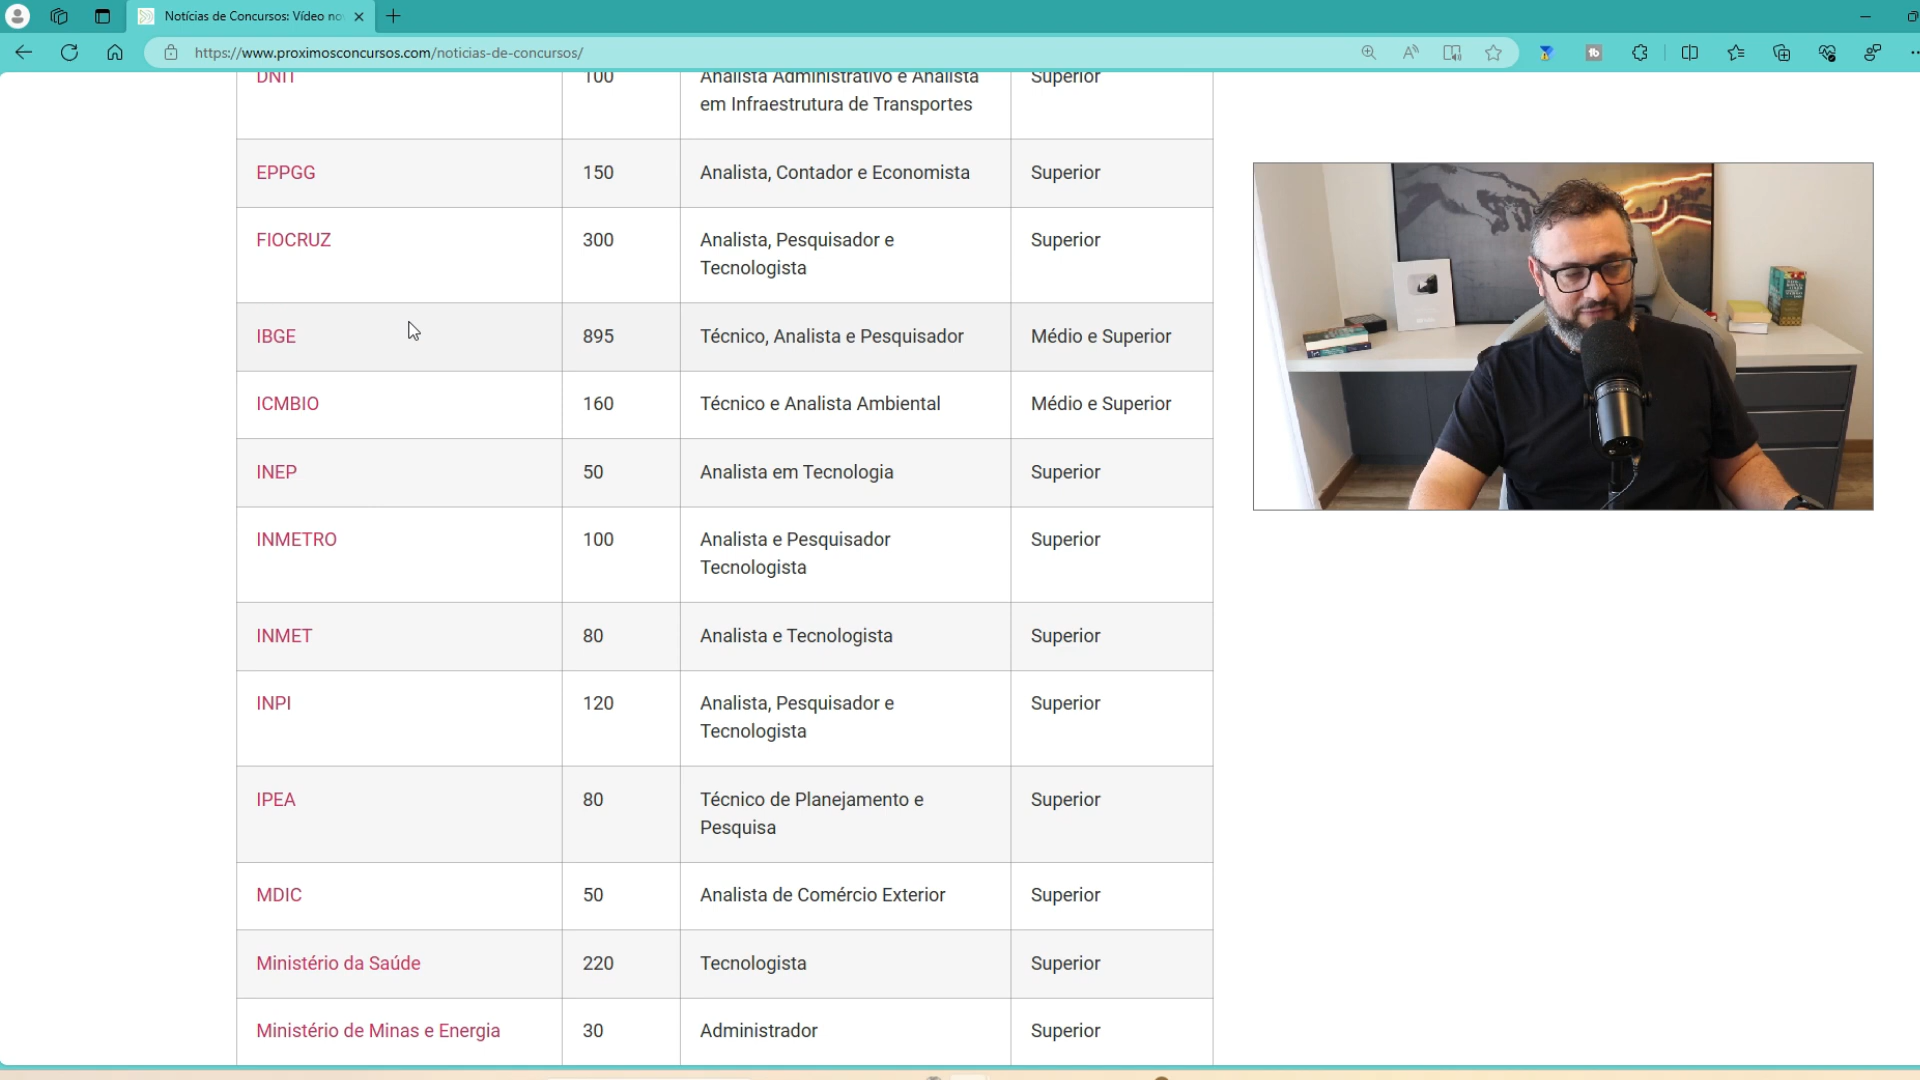 Notícias de Concursos: Vídeo no
https://www.proximosconcursos.com/noticias-de-concursos/
DNIT 100 Analista Administrativo e Analista Superior
em Infraestrutura de Transportes
EPPGG 150 Analista, Contador e Economista Superior
FIOCRUZ 300 Analista, Pesquisador e Superior
Tecnologista
IBGE 895 Técnico, Analista e Pesquisador Médio e Superior
ICMBIO 160 Técnico e Analista Ambiental Médio e Superior
INEP 50 Analista em Tecnologia Superior
INMETRO 100 Analista e Pesquisador Superior
Tecnologista
INMET 80 Analista e Tecnologista Superior
INPI 120 Analista, Pesquisador e Superior
Tecnologista
IPEA 80 Técnico de Planejamento e Superior
Pesquisa
MDIC 50 Analista de Comércio Exterior Superior
Ministério da Saúde 220 Tecnologista Superior
Ministério de Minas e Energia 30 Administrador Superior